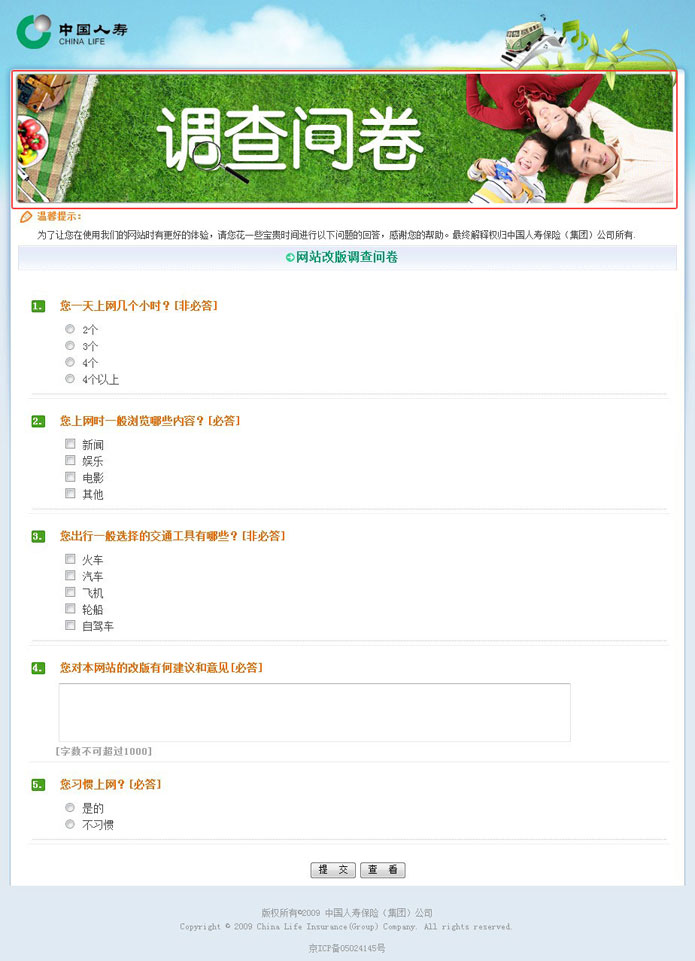 中国人寿
CHINA LIFE
调查问卷
温馨提示：
为了让您在使用我们的网站时有更好的体验，请您花一些宝贵时间进行以下问题的回答，感谢您的帮助。最终解释权归中国人寿保险（集团）公司所有.
网站改版调查问卷
1. 您一天上网几个小时？[非必答]
2个
3个
4个
4个以上
2. 您上网时一般浏览哪些内容？[必答]
新闻
娱乐
电影
其他
3. 您出行一般选择的交通工具有哪些？[非必答]
火车
汽车
飞机
轮船
自驾车
4. 您对本网站的改版有何建议和意见[必答]
[字数不可超过1000]
5. 您习惯上网？[必答]
是的
不习惯
提 交 查 看
版权所有©2009 中国人寿保险（集团）公司
Copyright © 2009 China Life Insurance(Group) Company. All rights reserved.
京ICP备05024145号